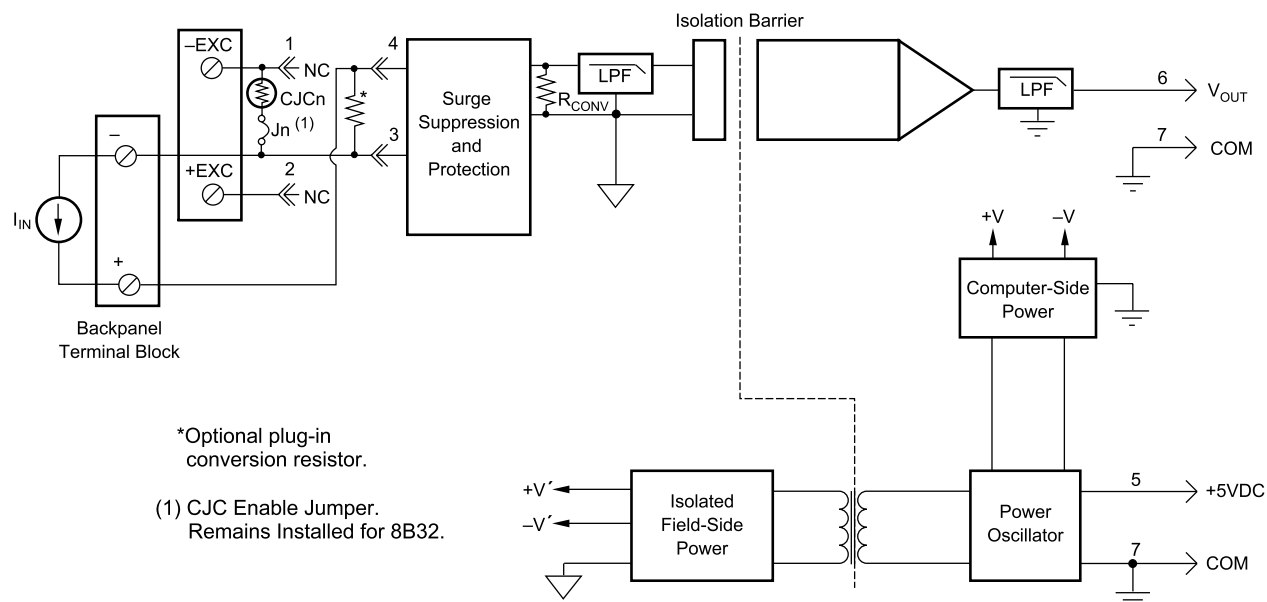 Isolation Barrier
–EXC
1
NC
4
CJCn
*
Jn (1)
3
–
+EXC
2
NC
IIN
+
Backpanel
Terminal Block
Surge
Suppression
and
Protection
RCONV
LPF
LPF
6
VOUT
7
COM
+V
–V
Computer-Side
Power
*Optional plug-in
conversion resistor.
(1) CJC Enable Jumper.
Remains Installed for 8B32.
+V´
–V´
Isolated
Field-Side
Power
Power
Oscillator
5
+5VDC
7
COM